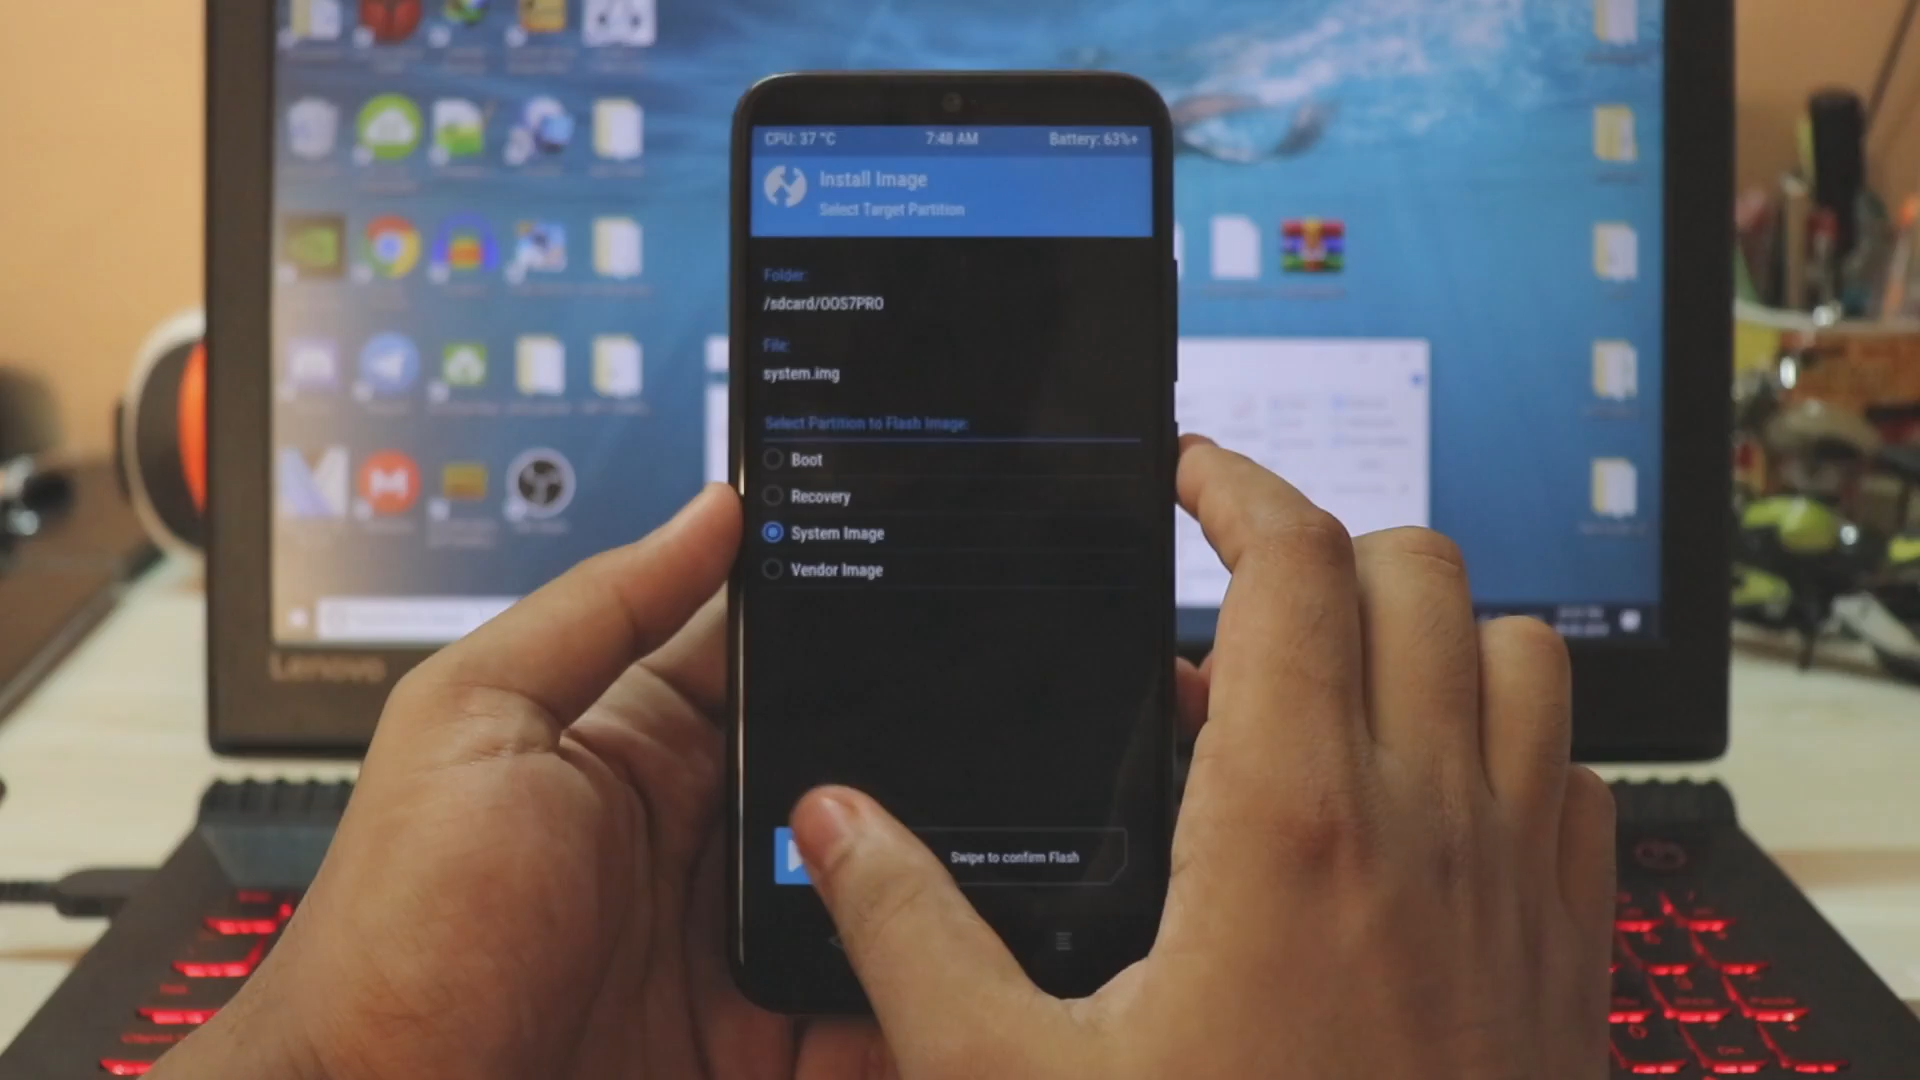 CPU: 37 °C 7:48 AM Battery: 63%+
Install Image
Select Target Partition
Folder:
/sdcard/OOS7PRO
File:
system.img
Select Partition to Flash Image:
Boot
Recovery
System Image
Vendor Image
Lenovo
Swipe to confirm Flash